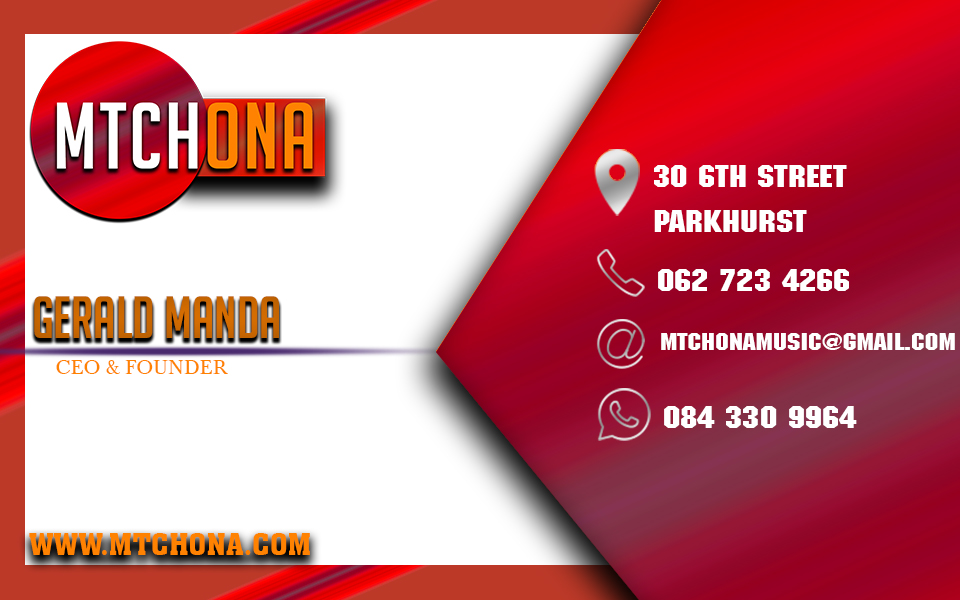 MTCHONA
GERALD MANDA
CEO & FOUNDER
WWW.MTCHONA.COM
30 6TH STREET
PARKHURST
062 723 4266
MTCHONAMUSIC@GMAIL.COM
084 330 9964